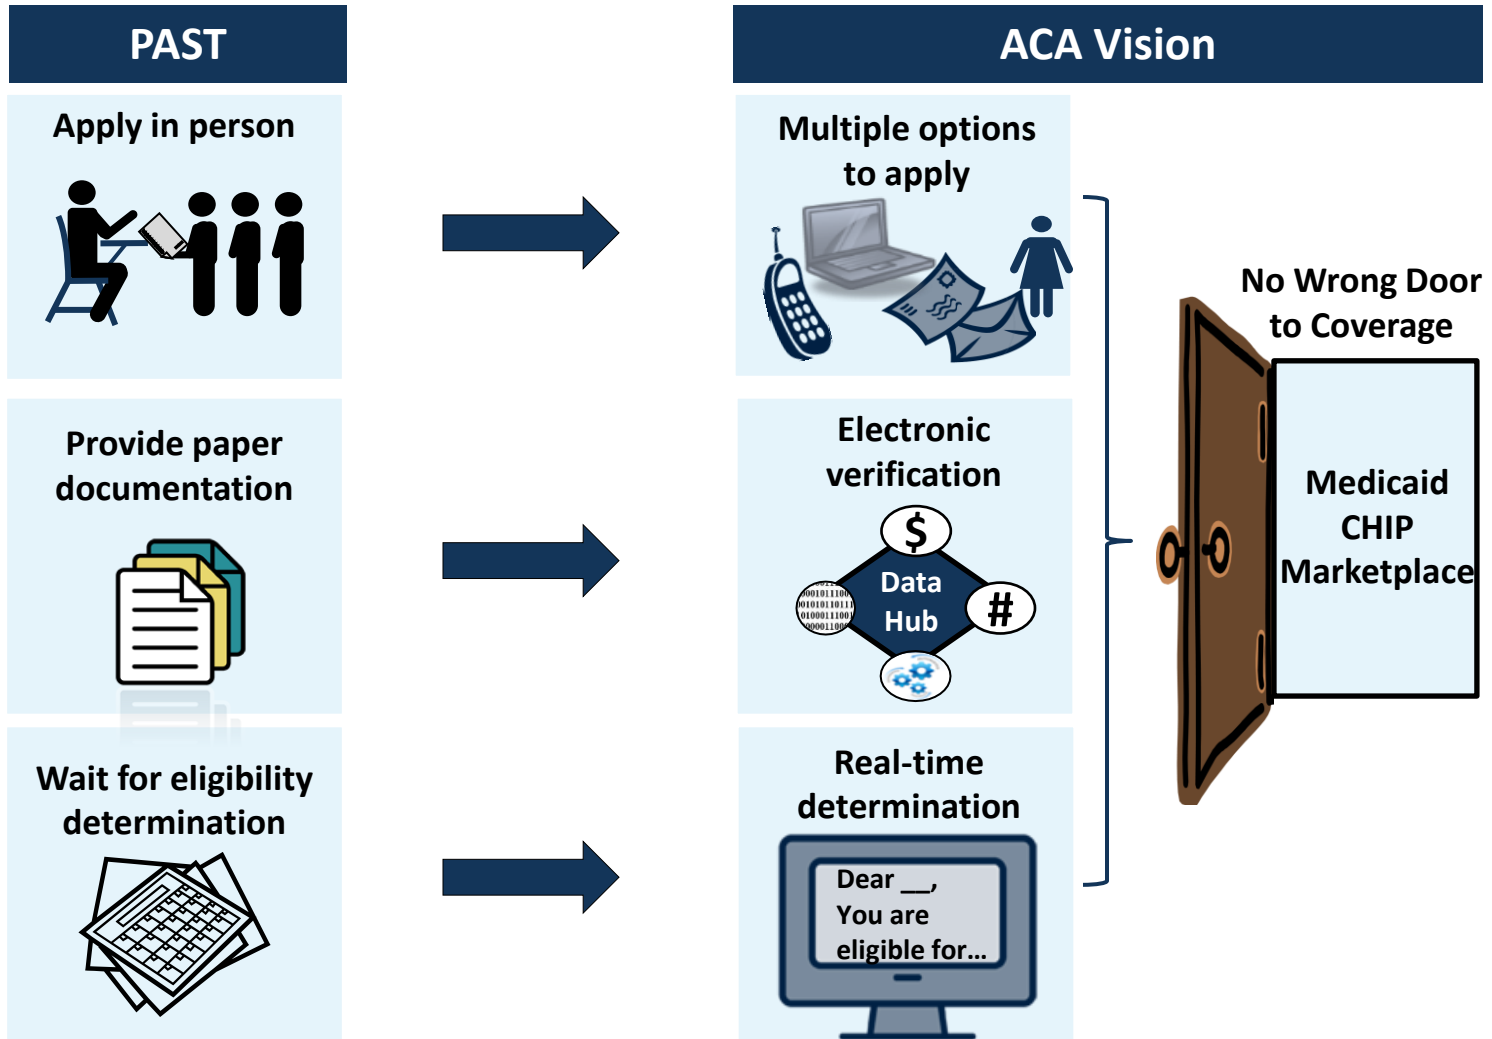 PAST
ACA Vision
Apply in person
Multiple options
to apply
No Wrong Door
to Coverage
Provide paper
documentation
Electronic
verification
$
Data
Hub
#
Medicaid
CHIP
Marketplace
Wait for eligibility
determination
Real-time
determination
Dear __,
You are
eligible for…